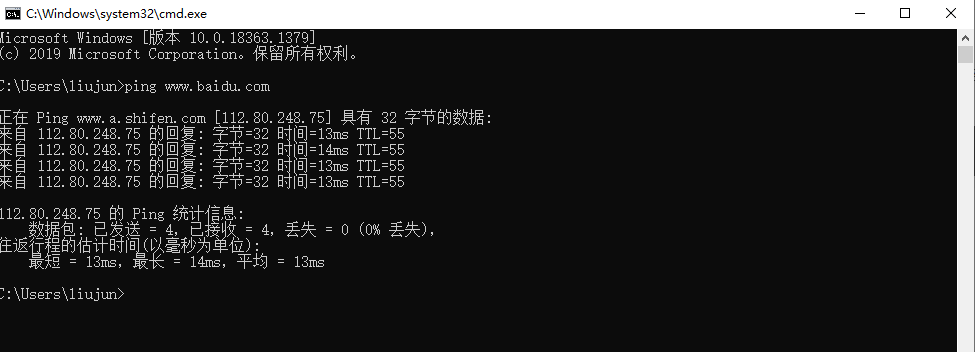 C:\Windows\system32\cmd.exe
Microsoft Windows [版本 10.0.18363.1379]
(c) 2019 Microsoft Corporation。保留所有权利。
C:\Users\liujun>ping www.baidu.com
正在 Ping www.a.shifen.com [112.80.248.75] 具有 32 字节的数据:
来自 112.80.248.75 的回复: 字节=32 时间=13ms TTL=55
来自 112.80.248.75 的回复: 字节=32 时间=14ms TTL=55
来自 112.80.248.75 的回复: 字节=32 时间=13ms TTL=55
来自 112.80.248.75 的回复: 字节=32 时间=13ms TTL=55
112.80.248.75 的 Ping 统计信息:
数据包: 已发送 = 4，已接收 = 4，丢失 = 0 (0% 丢失)，
往返行程的估计时间(以毫秒为单位):
最短 = 13ms，最长 = 14ms，平均 = 13ms
C:\Users\liujun>